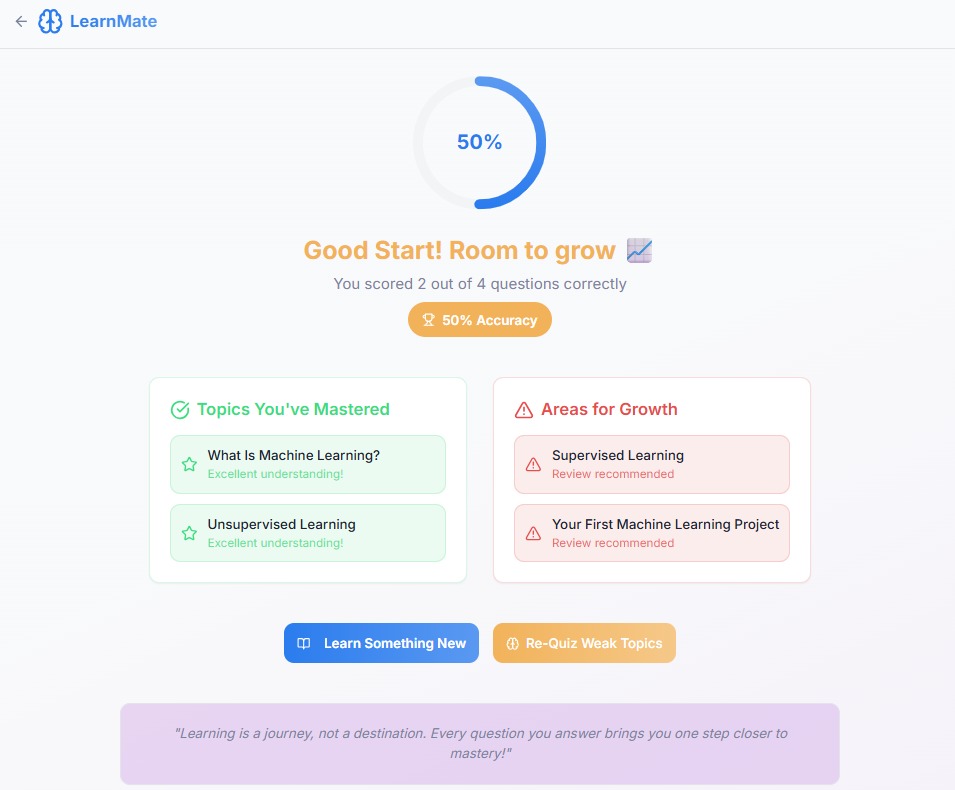 LearnMate
50%
Good Start! Room to grow
You scored 2 out of 4 questions correctly
50% Accuracy
Topics You've Mastered
What Is Machine Learning?
Excellent understanding!
Unsupervised Learning
Excellent understanding!
Areas for Growth
Supervised Learning
Review recommended
Your First Machine Learning Project
Review recommended
Learn Something New
Re-Quiz Weak Topics
"Learning is a journey, not a destination. Every question you answer brings you one step closer to
mastery!"